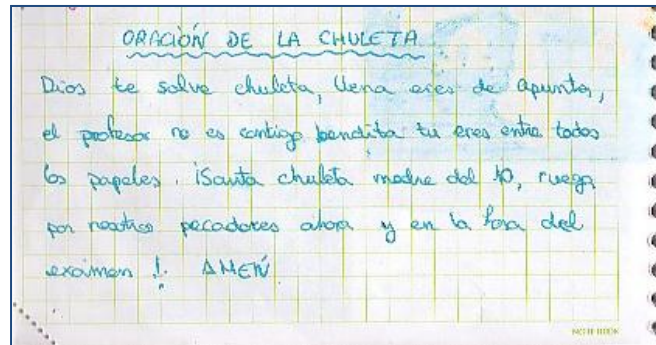 ORACIÓN DE LA CHULETA
Dios te salve chuleta, llena eres de apuntes,
el profesor no es contigo bendita tu eres entre todos
los papeles. ¡Santa chuleta madre del 10, ruega
por nosotros pecadores ahora y en la hora del
examen!. AMÉN
NOTE BOOK